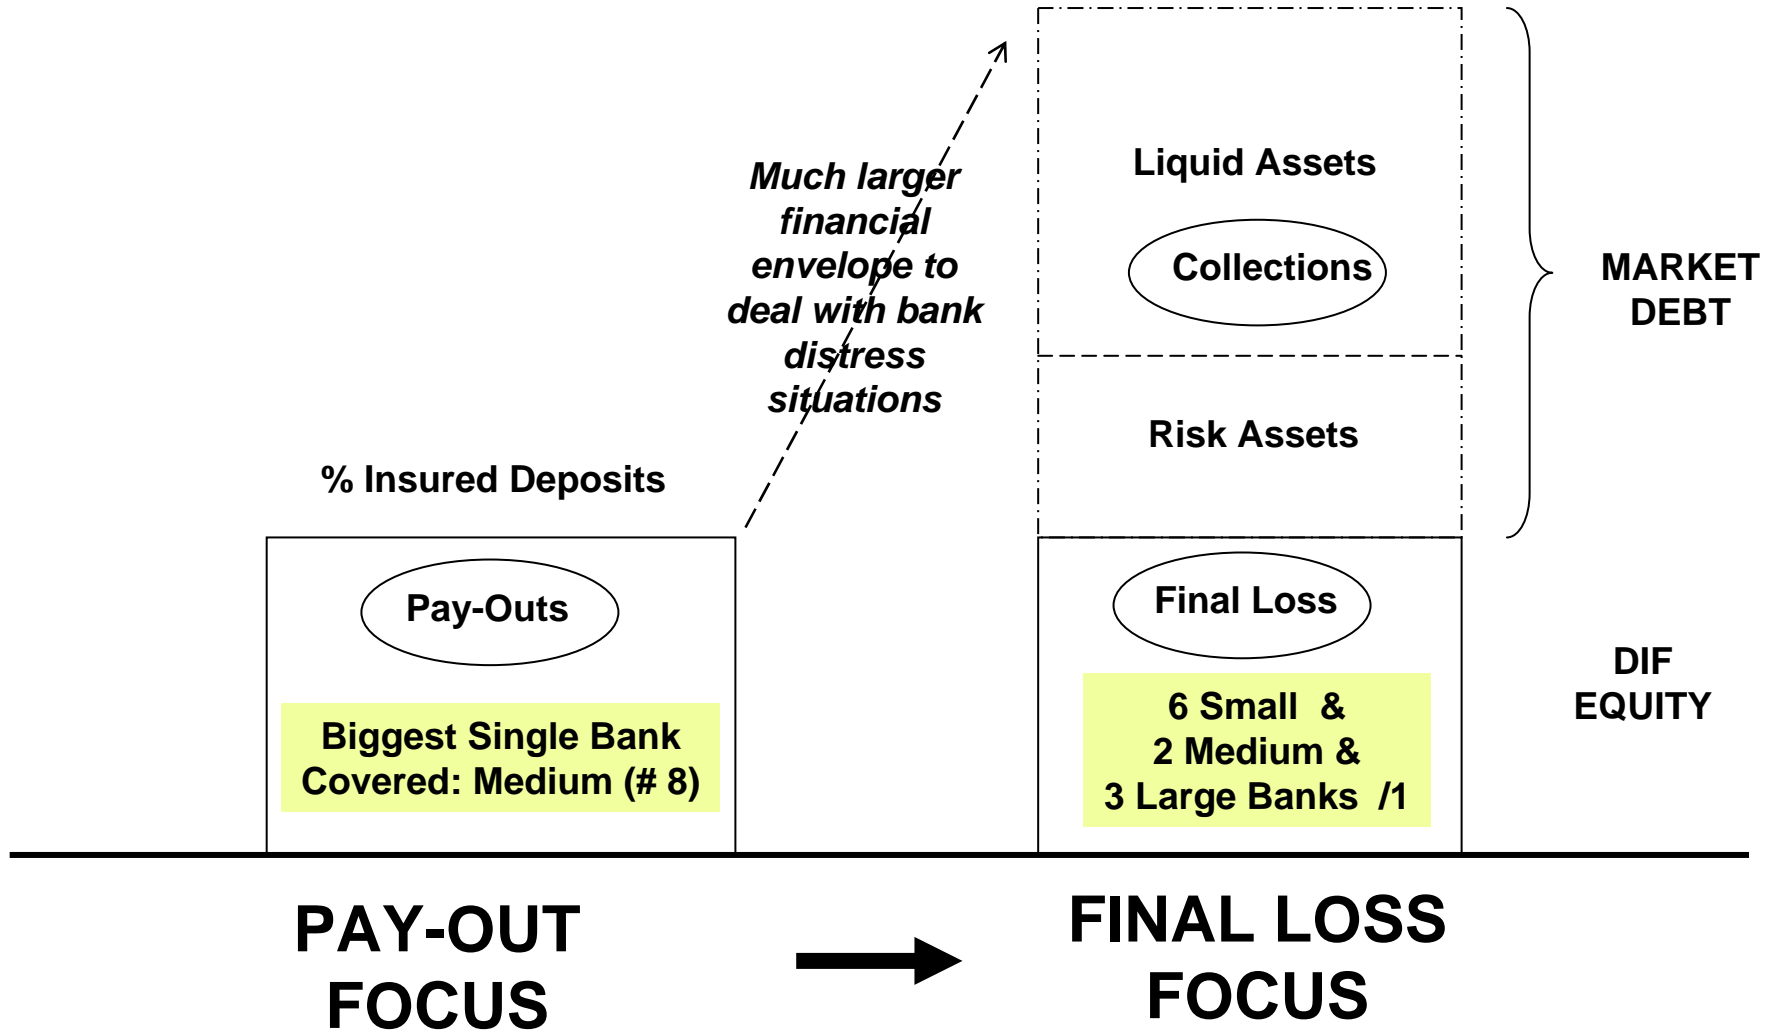 % Insured Deposits
Pay-Outs
Biggest Single Bank
Covered: Medium (# 8)
Much larger
financial
envelope to
deal with bank
distress
situations
Liquid Assets
Collections
Risk Assets
Final Loss
6 Small &
2 Medium &
3 Large Banks /1
MARKET
DEBT
DIF
EQUITY
PAY-OUT
FOCUS
FINAL LOSS
FOCUS